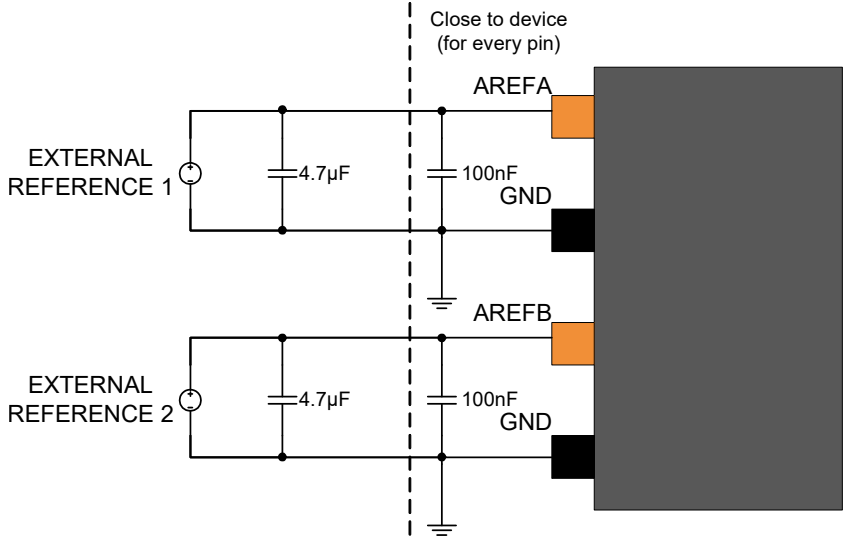 Close to device
(for every pin)
AREFA
EXTERNAL
REFERENCE 1
4.7µF
100nF
GND
AREFB
EXTERNAL
REFERENCE 2
4.7µF
100nF
GND